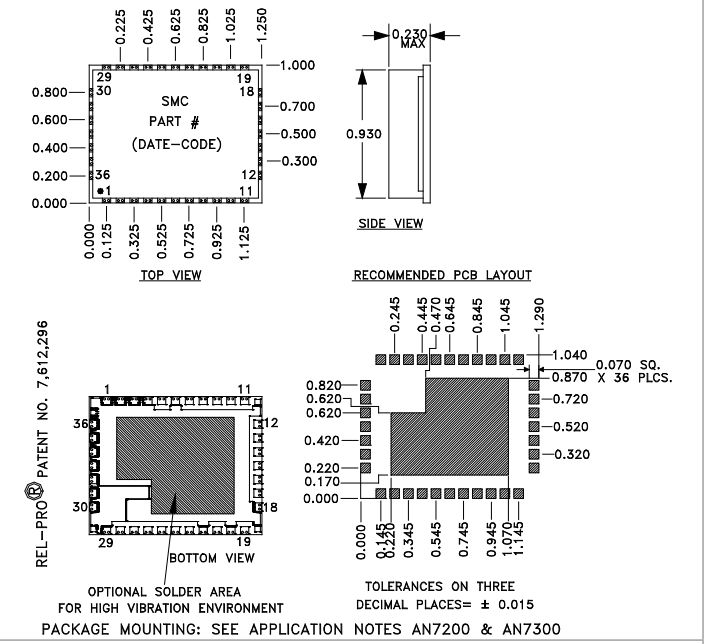 0.225 0.425 0.625 0.825 1.025 1.250
1.000
29 19
30 18
SMC
PART #
(DATE-CODE)
0.800
0.600
0.400
0.200
0.000
0.700
0.500
0.300
36 12
1 11
0.000 0.125 0.325 0.525 0.725 0.925 1.125
TOP VIEW
0.230
MAX
0.930
SIDE VIEW
RECOMMENDED PCB LAYOUT
0.245 0.445 0.470 0.645 0.845 1.045 1.290
1.040
0.070 SQ.
X 36 PLCS.
0.870
0.820
0.620
0.620
0.420
0.220
0.170
0.000
0.720
0.520
0.320
0.000 0.145 0.220 0.345 0.545 0.745 0.945 1.070 1.145
REL-PRO® PATENT NO. 7,612,296
1 11
36 12
30 18
29 19
BOTTOM VIEW
OPTIONAL SOLDER AREA
FOR HIGH VIBRATION ENVIRONMENT
TOLERANCES ON THREE
DECIMAL PLACES= ± 0.015
PACKAGE MOUNTING: SEE APPLICATION NOTES AN7200 & AN7300